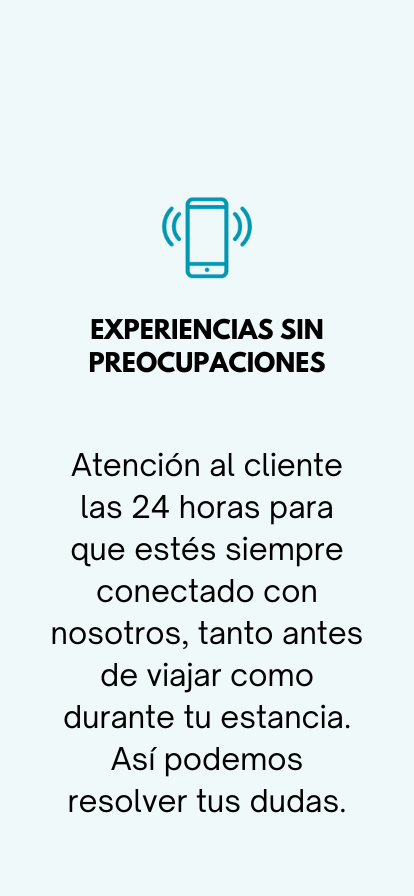 EXPERIENCIAS SIN
PREOCUPACIONES
Atención al cliente
las 24 horas para
que estés siempre
conectado con
nosotros, tanto antes
de viajar como
durante tu estancia.
Así podemos
resolver tus dudas.